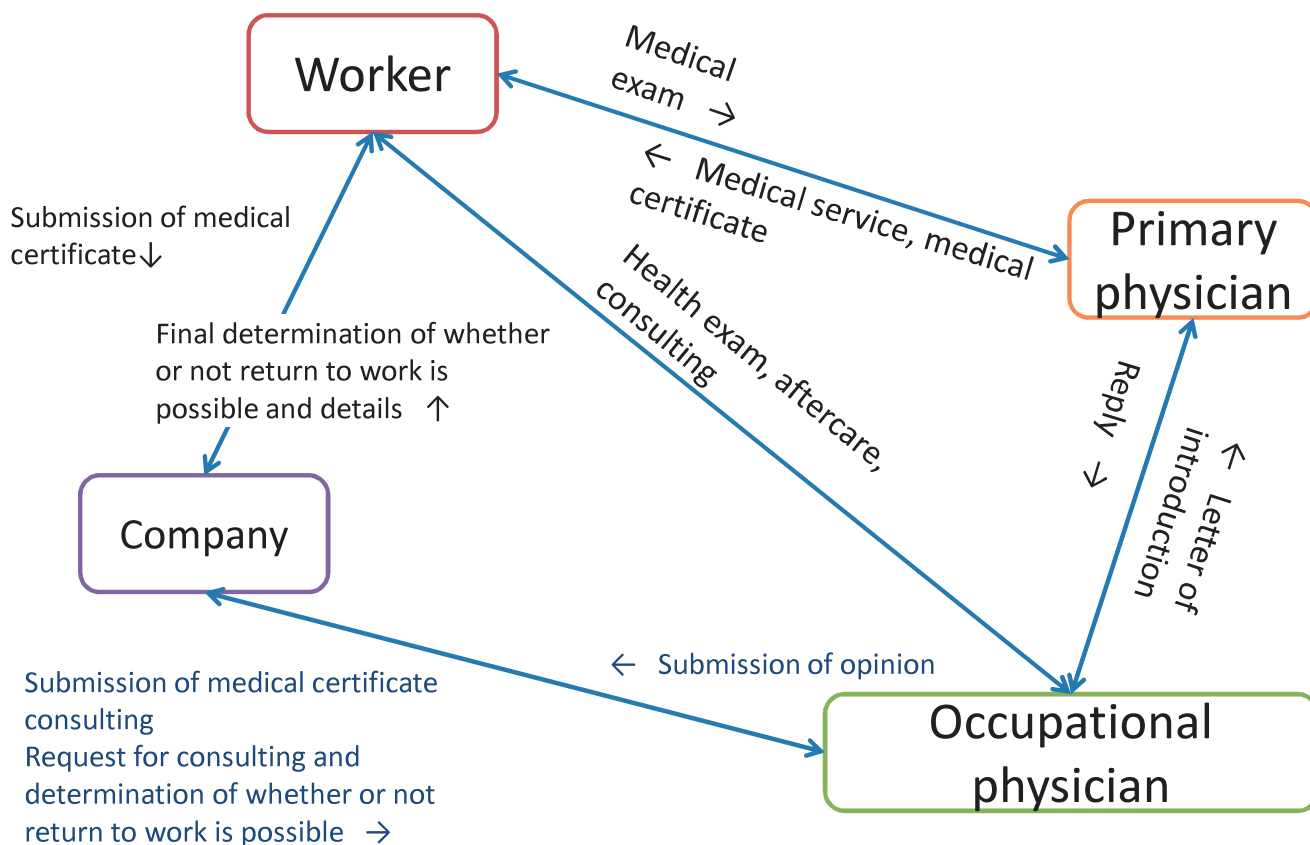 Worker
Medical
exam →
← Medical service, medical
certificate
Submission of medical
certificate↓
Primary
physician
Health exam, aftercare,
consulting
Final determination of whether
or not return to work is
possible and details ↑
Reply →
← Letter of
introduction
Company
← Submission of opinion
Submission of medical certificate
consulting
Request for consulting and
determination of whether or not
return to work is possible →
Occupational
physician